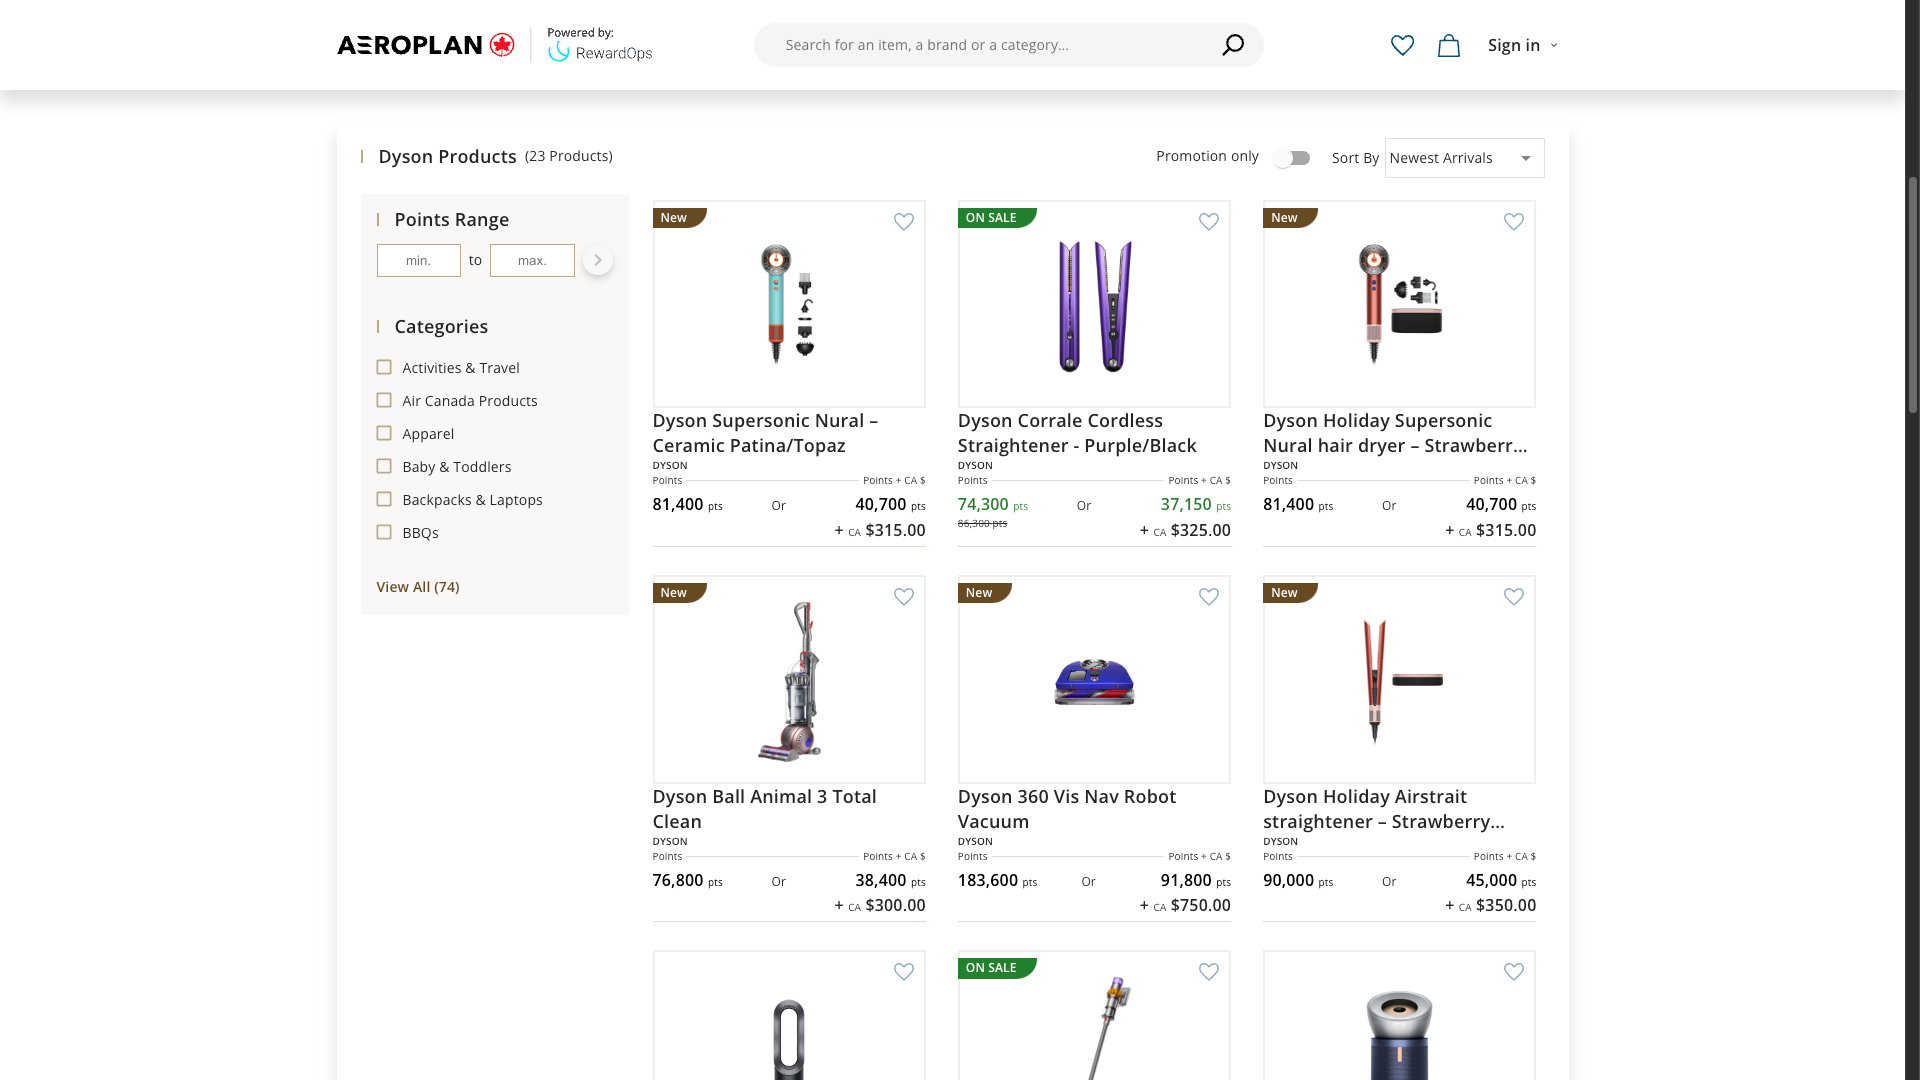 AEROPLAN
Powered by:
RewardOps
Search for an item, a brand or a category...
Sign in
Dyson Products (23 Products)
Promotion only
Sort By Newest Arrivals
Points Range
min. to max.
Categories
Activities & Travel
Air Canada Products
Apparel
Baby & Toddlers
Backpacks & Laptops
BBQs
View All (74)
New
Dyson Supersonic Nural –
Ceramic Patina/Topaz
DYSON
Points Points + CA $
81,400 pts Or 40,700 pts
+ CA $315.00
ON SALE
Dyson Corrale Cordless
Straightener - Purple/Black
DYSON
Points Points + CA $
74,300 pts Or 37,150 pts
86,300 pts
+ CA $325.00
New
Dyson Holiday Supersonic
Nural hair dryer – Strawberr...
DYSON
Points Points + CA $
81,400 pts Or 40,700 pts
+ CA $315.00
New
Dyson Ball Animal 3 Total
Clean
DYSON
Points Points + CA $
76,800 pts Or 38,400 pts
+ CA $300.00
New
Dyson 360 Vis Nav Robot
Vacuum
DYSON
Points Points + CA $
183,600 pts Or 91,800 pts
+ CA $750.00
New
Dyson Holiday Airstrait
straightener – Strawberry...
DYSON
Points Points + CA $
90,000 pts Or 45,000 pts
+ CA $350.00
ON SALE